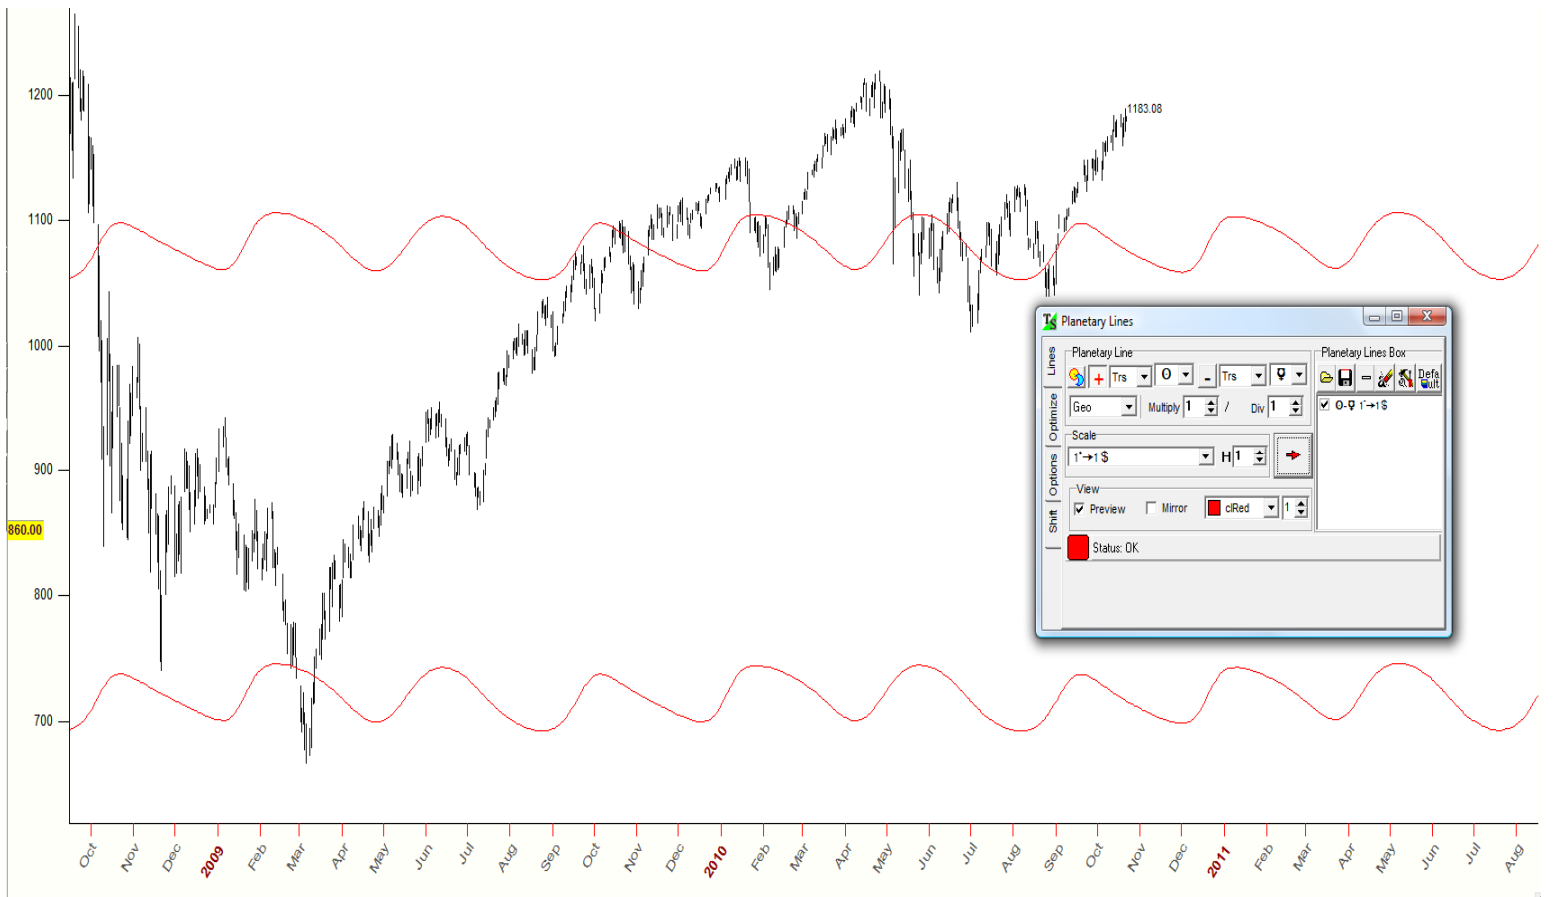 1200
1183.08
1100
1000
900
860.00
800
700
Oct Nov Dec 2009 Feb Mar Apr May Jun Jul Aug Sep Oct Nov Dec 2010 Feb Mar Apr May Jun Jul Aug Sep Oct Nov Dec 2011 Feb Mar Apr May Jun Jul Aug
TS Planetary Lines
Lines
Optimize
Options
Shift
Planetary Line
+ Trs ʘ - Trs ♀
Geo Multiply 1 / Div 1
Scale
1°→1 $ H 1
View
Preview Mirror clRed 1
Status: OK
Planetary Lines Box
Defa
ult
ʘ-♀ 1°→1$